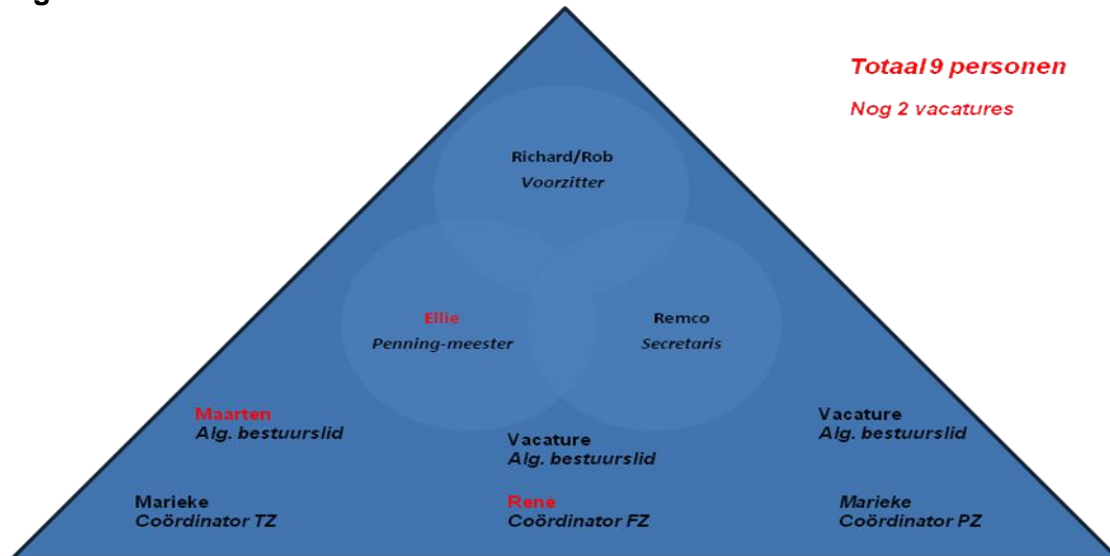 Totaal 9 personen
Nog 2 vacatures
Richard/Rob
Voorzitter
Ellie
Penning-meester
Remco
Secretaris
Maarten
Alg. bestuurslid
Vacature
Alg. bestuurslid
Vacature
Alg. bestuurslid
Marieke
Coördinator TZ
René
Coördinator FZ
Marieke
Coördinator PZ